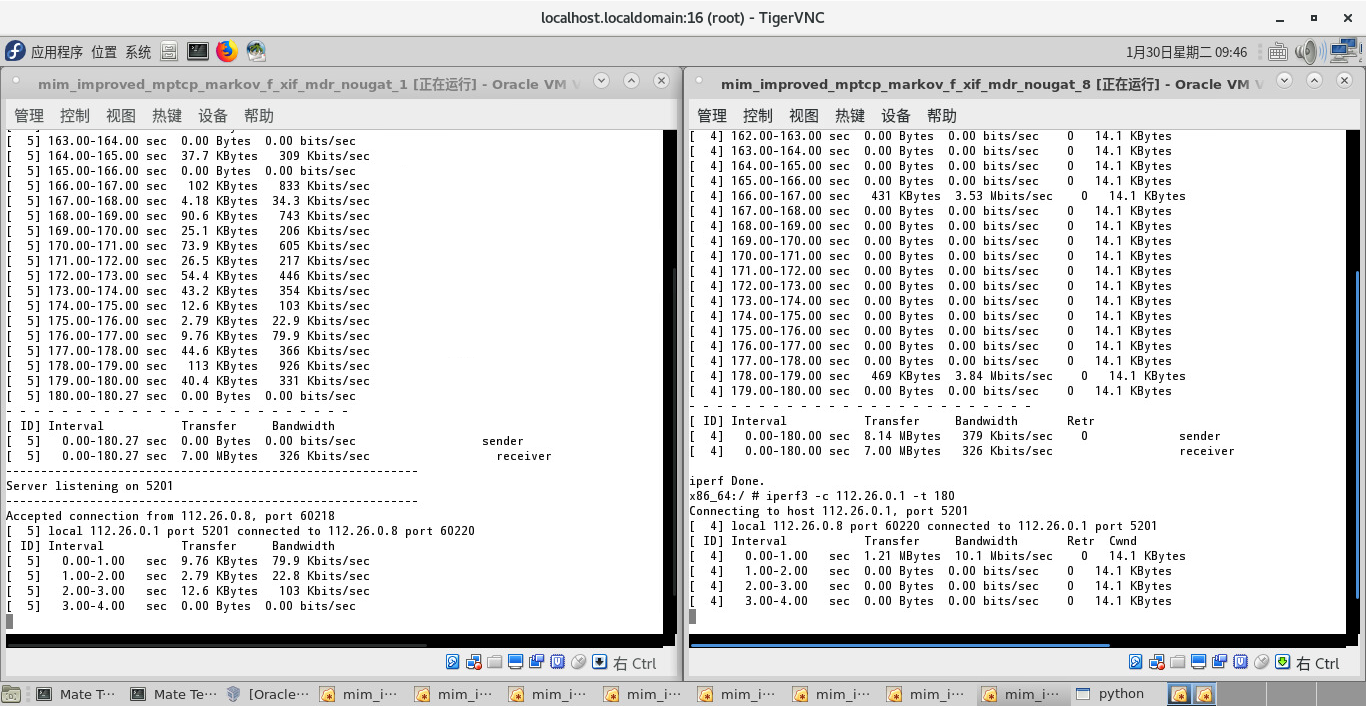 localhost.localdomain:16 (root) - TigerVNC
应用程序 位置 系统
1月30日星期二 09:46
mim_improved_mptcp_markov_f_xif_mdr_nougat_1 [正在运行] - Oracle VM V
管理 控制 视图 热键 设备 帮助
[  5] 163.00-164.00 sec  0.00 Bytes  0.00 bits/sec
[  5] 164.00-165.00 sec  37.7 KBytes   309 Kbits/sec
[  5] 165.00-166.00 sec  0.00 Bytes  0.00 bits/sec
[  5] 166.00-167.00 sec   102 KBytes   833 Kbits/sec
[  5] 167.00-168.00 sec  4.18 KBytes  34.3 Kbits/sec
[  5] 168.00-169.00 sec  90.6 KBytes   743 Kbits/sec
[  5] 169.00-170.00 sec  25.1 KBytes   206 Kbits/sec
[  5] 170.00-171.00 sec  73.9 KBytes   605 Kbits/sec
[  5] 171.00-172.00 sec  26.5 KBytes   217 Kbits/sec
[  5] 172.00-173.00 sec  54.4 KBytes   446 Kbits/sec
[  5] 173.00-174.00 sec  43.2 KBytes   354 Kbits/sec
[  5] 174.00-175.00 sec  12.6 KBytes   103 Kbits/sec
[  5] 175.00-176.00 sec  2.79 KBytes  22.9 Kbits/sec
[  5] 176.00-177.00 sec  9.76 KBytes  79.9 Kbits/sec
[  5] 177.00-178.00 sec  44.6 KBytes   366 Kbits/sec
[  5] 178.00-179.00 sec   113 KBytes   926 Kbits/sec
[  5] 179.00-180.00 sec  40.4 KBytes   331 Kbits/sec
[  5] 180.00-180.27 sec  0.00 Bytes  0.00 bits/sec
- - - - - - - - - - - - - - - - - - - - - - - - -
[ ID] Interval           Transfer     Bandwidth
[  5]   0.00-180.27 sec  0.00 Bytes  0.00 bits/sec                  sender
[  5]   0.00-180.27 sec  7.00 MBytes   326 Kbits/sec                  receiver
-----------------------------------------------------------
Server listening on 5201
-----------------------------------------------------------
Accepted connection from 112.26.0.8, port 60218
[  5] local 112.26.0.1 port 5201 connected to 112.26.0.8 port 60220
[ ID] Interval           Transfer     Bandwidth
[  5]   0.00-1.00   sec  9.76 KBytes  79.9 Kbits/sec
[  5]   1.00-2.00   sec  2.79 KBytes  22.8 Kbits/sec
[  5]   2.00-3.00   sec  12.6 KBytes   103 Kbits/sec
[  5]   3.00-4.00   sec  0.00 Bytes  0.00 bits/sec
右 Ctrl
mim_improved_mptcp_markov_f_xif_mdr_nougat_8 [正在运行] - Oracle VM V
管理 控制 视图 热键 设备 帮助
[  4] 162.00-163.00 sec  0.00 Bytes  0.00 bits/sec    0   14.1 KBytes
[  4] 163.00-164.00 sec  0.00 Bytes  0.00 bits/sec    0   14.1 KBytes
[  4] 164.00-165.00 sec  0.00 Bytes  0.00 bits/sec    0   14.1 KBytes
[  4] 165.00-166.00 sec  0.00 Bytes  0.00 bits/sec    0   14.1 KBytes
[  4] 166.00-167.00 sec   431 KBytes  3.53 Mbits/sec    0   14.1 KBytes
[  4] 167.00-168.00 sec  0.00 Bytes  0.00 bits/sec    0   14.1 KBytes
[  4] 168.00-169.00 sec  0.00 Bytes  0.00 bits/sec    0   14.1 KBytes
[  4] 169.00-170.00 sec  0.00 Bytes  0.00 bits/sec    0   14.1 KBytes
[  4] 170.00-171.00 sec  0.00 Bytes  0.00 bits/sec    0   14.1 KBytes
[  4] 171.00-172.00 sec  0.00 Bytes  0.00 bits/sec    0   14.1 KBytes
[  4] 172.00-173.00 sec  0.00 Bytes  0.00 bits/sec    0   14.1 KBytes
[  4] 173.00-174.00 sec  0.00 Bytes  0.00 bits/sec    0   14.1 KBytes
[  4] 174.00-175.00 sec  0.00 Bytes  0.00 bits/sec    0   14.1 KBytes
[  4] 175.00-176.00 sec  0.00 Bytes  0.00 bits/sec    0   14.1 KBytes
[  4] 176.00-177.00 sec  0.00 Bytes  0.00 bits/sec    0   14.1 KBytes
[  4] 177.00-178.00 sec  0.00 Bytes  0.00 bits/sec    0   14.1 KBytes
[  4] 178.00-179.00 sec   469 KBytes  3.84 Mbits/sec    0   14.1 KBytes
[  4] 179.00-180.00 sec  0.00 Bytes  0.00 bits/sec    0   14.1 KBytes
- - - - - - - - - - - - - - - - - - - - - - - - -
[ ID] Interval           Transfer     Bandwidth       Retr
[  4]   0.00-180.00 sec  8.14 MBytes   379 Kbits/sec    0             sender
[  4]   0.00-180.00 sec  7.00 MBytes   326 Kbits/sec                  receiver
iperf Done.
x86_64:/ # iperf3 -c 112.26.0.1 -t 180
Connecting to host 112.26.0.1, port 5201
[  4] local 112.26.0.8 port 60220 connected to 112.26.0.1 port 5201
[ ID] Interval           Transfer     Bandwidth       Retr  Cwnd
[  4]   0.00-1.00   sec  1.21 MBytes  10.1 Mbits/sec    0   14.1 KBytes
[  4]   1.00-2.00   sec  0.00 Bytes  0.00 bits/sec    0   14.1 KBytes
[  4]   2.00-3.00   sec  0.00 Bytes  0.00 bits/sec    0   14.1 KBytes
[  4]   3.00-4.00   sec  0.00 Bytes  0.00 bits/sec    0   14.1 KBytes
右 Ctrl
Mate T… Mate Te… [Oracle… mim_i… mim_i… mim_i… mim_i… mim_i… mim_i… mim_i… mim_i… python